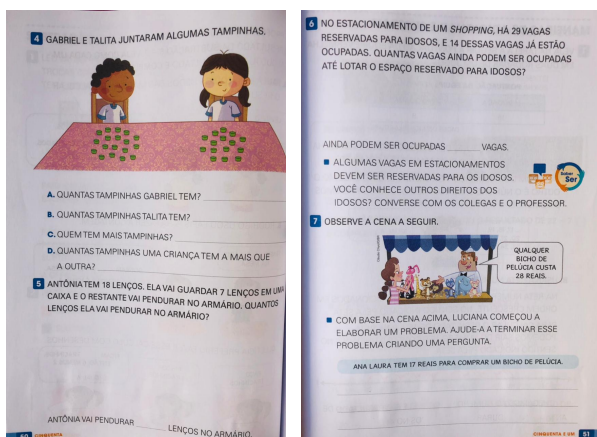 4 GABRIEL E TALITA JUNTARAM ALGUMAS TAMPINHAS.
A. QUANTAS TAMPINHAS GABRIEL TEM?
B. QUANTAS TAMPINHAS TALITA TEM?
C. QUEM TEM MAIS TAMPINHAS?
D. QUANTAS TAMPINHAS UMA CRIANÇA TEM A MAIS QUE
A OUTRA?
5 ANTÔNIA TEM 18 LENÇOS. ELA VAI GUARDAR 7 LENÇOS EM UMA
CAIXA E O RESTANTE VAI PENDURAR NO ARMÁRIO. QUANTOS
LENÇOS ELA VAI PENDURAR NO ARMÁRIO?
ANTÔNIA VAI PENDURAR ______ LENÇOS NO ARMÁRIO
50 CINQUENTA
6 NO ESTACIONAMENTO DE UM SHOPPING, HÁ 29 VAGAS
RESERVADAS PARA IDOSOS, E 14 DESSAS VAGAS JÁ ESTÃO
OCUPADAS. QUANTAS VAGAS AINDA PODEM SER OCUPADAS
ATÉ LOTAR O ESPAÇO RESERVADO PARA IDOSOS?
AINDA PODEM SER OCUPADAS ______ VAGAS.
■ ALGUMAS VAGAS EM ESTACIONAMENTOS
DEVEM SER RESERVADAS PARA OS IDOSOS.
VOCÊ CONHECE OUTROS DIREITOS DOS
IDOSOS? CONVERSE COM OS COLEGAS E O PROFESSOR.
Saber
Ser
7 OBSERVE A CENA A SEGUIR.
QUALQUER
BICHO DE
PELÚCIA CUSTA
28 REAIS.
■ COM BASE NA CENA ACIMA, LUCIANA COMEÇOU A
ELABORAR UM PROBLEMA. AJUDE-A A TERMINAR ESSE
PROBLEMA CRIANDO UMA PERGUNTA.
ANA LAURA TEM 17 REAIS PARA COMPRAR UM BICHO DE PELÚCIA.
CINQUENTA E UM 51